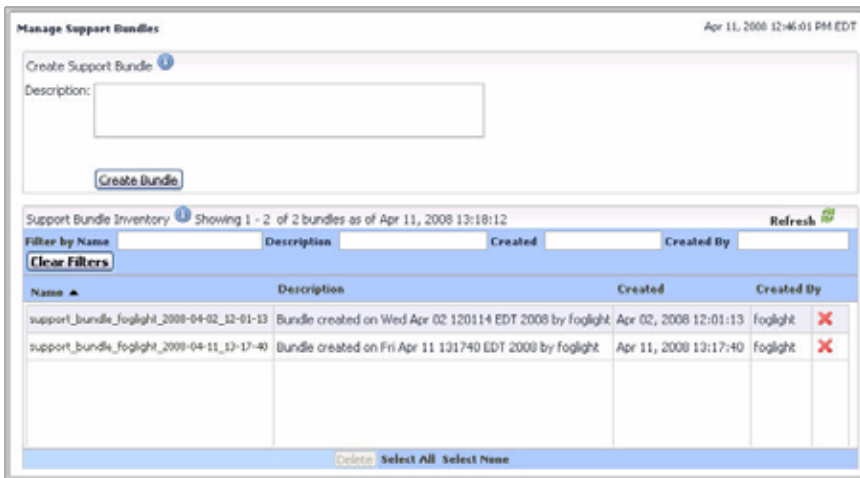 Manage Support Bundles Apr 11, 2008 12:46:01 PM EDT
Create Support Bundle
Description:
Create Bundle
Support Bundle Inventory Showing 1 - 2 of 2 bundles as of Apr 11, 2008 13:18:12 Refresh
Filter by Name Description Created Created By
Clear Filters
Name ▲ Description Created Created By
support_bundle_foglight_2008-04-02_12-01-13 Bundle created on Wed Apr 02 120114 EDT 2008 by foglight Apr 02, 2008 12:01:13 foglight
support_bundle_foglight_2008-04-11_13-17-40 Bundle created on Fri Apr 11 131740 EDT 2008 by foglight Apr 11, 2008 13:17:40 foglight
Delete Select All Select None